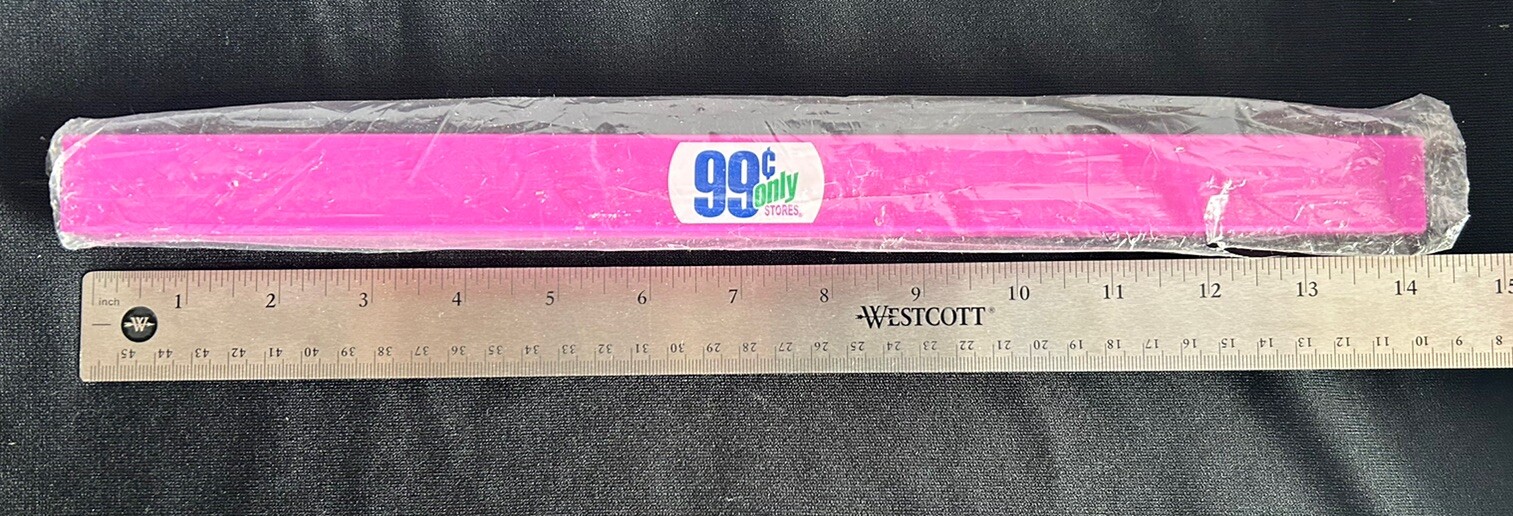 99¢
only
STORES®
inch 1 2 3 4 5 6 7 8 9 10 11 12 13 14 15
W
WESTCOTT®
45 44 43 42 41 40 39 38 37 36 35 34 33 32 31 30 29 28 27 26 25 24 23 22 21 20 19 18 17 16 15 14 13 12 11 10 9 8